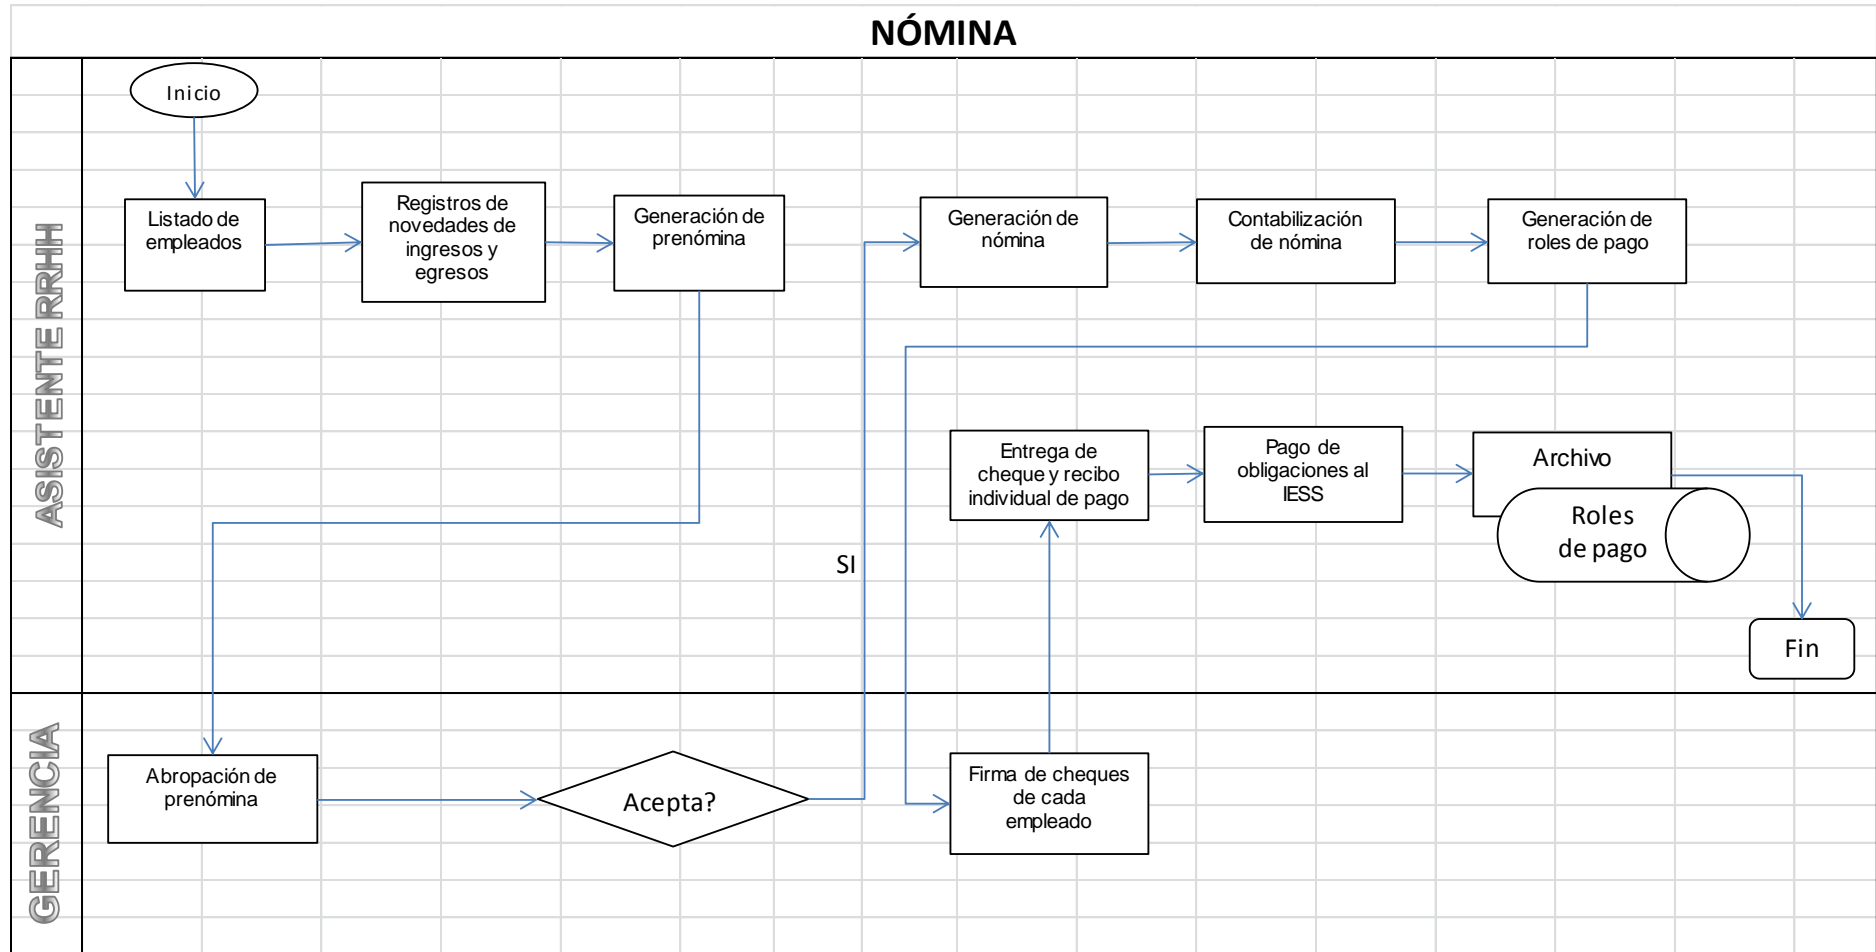 NÓMINA
Inicio
ASISTENTE RRHH
Listado de
empleados
Registros de
novedades de
ingresos y
egresos
Generación de
prenómina
Generación de
nómina
Contabilización
de nómina
Generación de
roles de pago
Entrega de
cheque y recibo
individual de pago
Pago de
obligaciones al
IESS
Archivo
Roles
de pago
SI
Fin
GERENCIA
Abropación de
prenómina
Acepta?
Firma de cheques
de cada
empleado